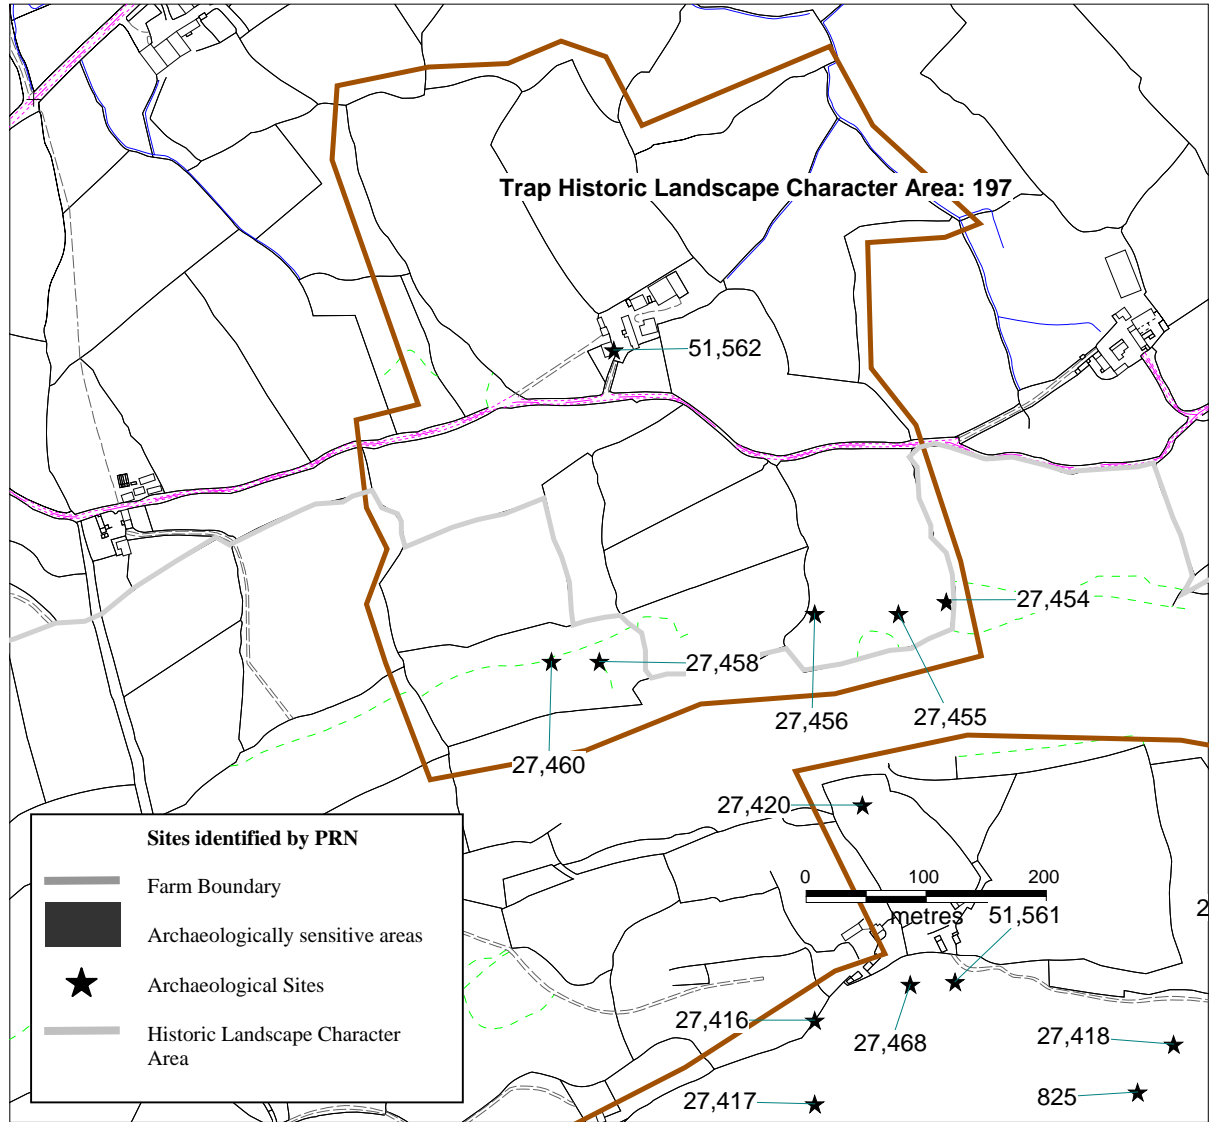 Trap Historic Landscape Character Area: 197
51,562
27,454
27,458
27,456
27,455
27,460
27,420
0 100 200
metres
51,561
2
27,416
27,468
27,418
27,417
825
Sites identified by PRN
Farm Boundary
Archaeologically sensitive areas
Archaeological Sites
Historic Landscape Character
Area